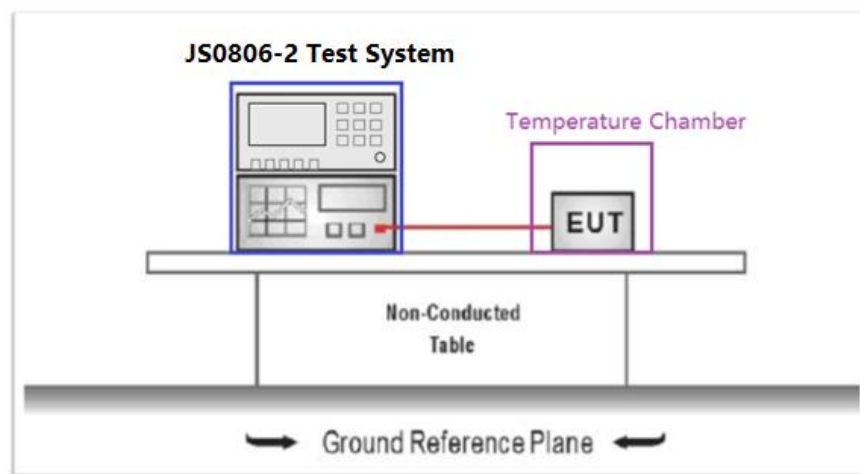 JS0806-2 Test System
Temperature Chamber
EUT
Non-Conducted
Table
Ground Reference Plane